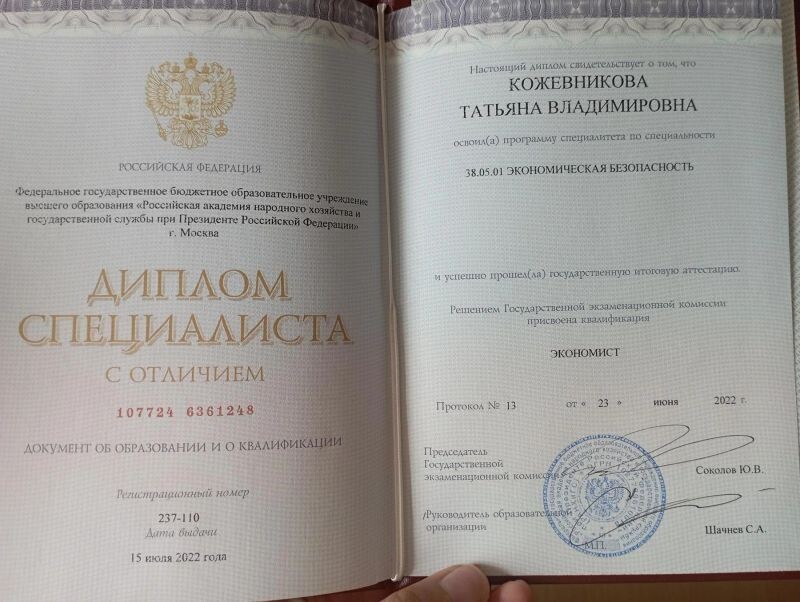 РОССИЙСКАЯ ФЕДЕРАЦИЯ
Федеральное государственное бюджетное образовательное учреждение
высшего образования «Российская академия народного хозяйства и
государственной службы при Президенте Российской Федерации»
г. Москва
ДИПЛОМ
СПЕЦИАЛИСТА
С ОТЛИЧИЕМ
107724 6361248
ДОКУМЕНТ ОБ ОБРАЗОВАНИИ И О КВАЛИФИКАЦИИ
Регистрационный номер
237-110
Дата выдачи
15 июля 2022 года
Настоящий диплом свидетельствует о том, что
КОЖЕВНИКОВА
ТАТЬЯНА ВЛАДИМИРОВНА
освоил(а) программу специалитета по специальности
38.05.01 ЭКОНОМИЧЕСКАЯ БЕЗОПАСНОСТЬ
и успешно прошел(ла) государственную итоговую аттестацию.
Решением Государственной экзаменационной комиссии
присвоена квалификация
ЭКОНОМИСТ
Протокол № 13 от « 23 » июня 2022 г.
Председатель
Государственной
экзаменационной комиссии
Соколов Ю.В.
/Руководитель образовательной
организации
Шачнев С.А.
М.П.